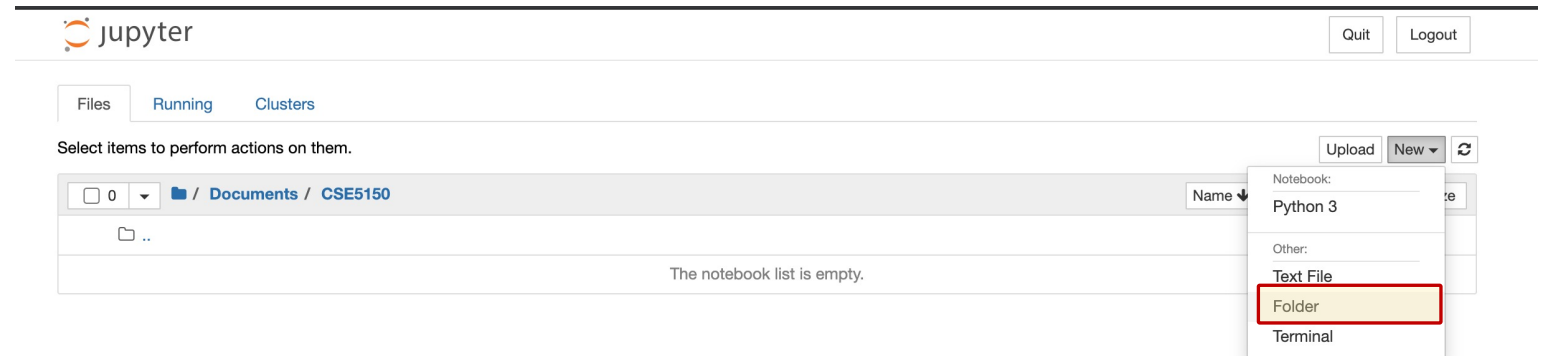 jupyter
Quit Logout
Files Running Clusters
Select items to perform actions on them.
Upload New
0 / Documents / CSE5150
Name
Notebook:
Python 3
..
Other:
The notebook list is empty.
Text File
Folder
Terminal